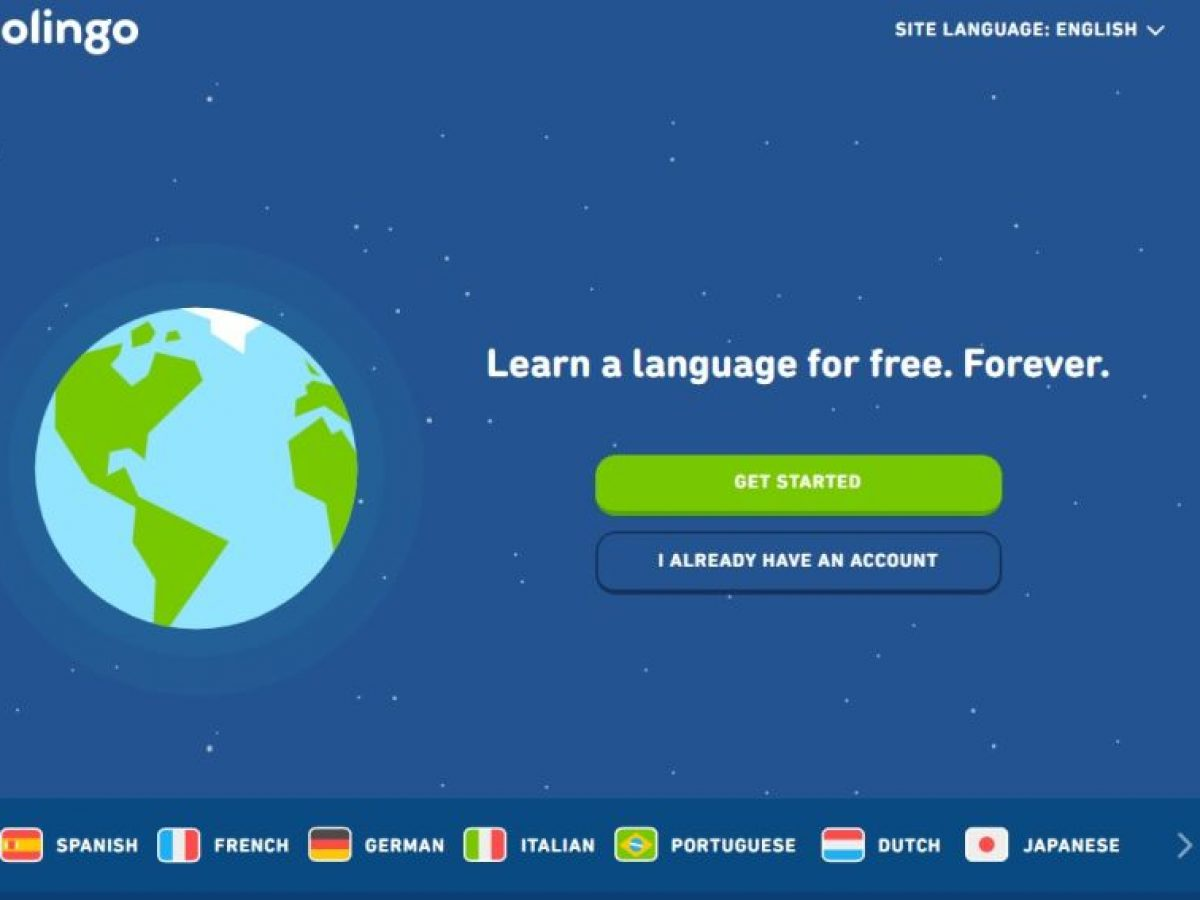 olingo
SITE LANGUAGE: ENGLISH
Learn a language for free. Forever.
GET STARTED
I ALREADY HAVE AN ACCOUNT
SPANISH FRENCH GERMAN ITALIAN PORTUGUESE DUTCH JAPANESE